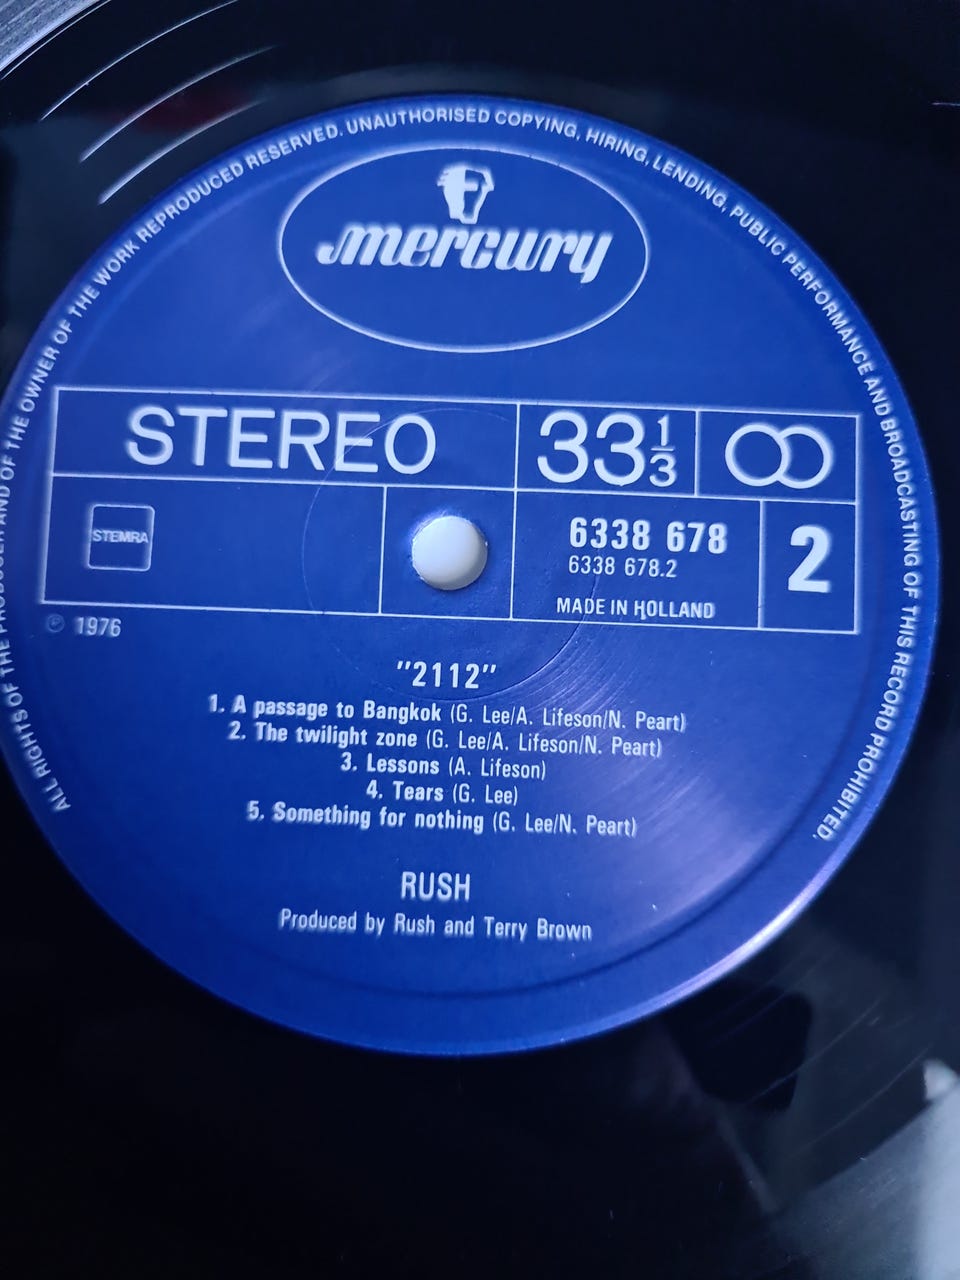 ALL RIGHTS OF THE PRODUCER AND OF THE OWNER OF THE WORK REPRODUCED RESERVED. UNAUTHORISED COPYING, HIRING, LENDING, PUBLIC PERFORMANCE AND BROADCASTING OF THIS RECORD PROHIBITED.
mercury
STEREO
33 1/3
STEMRA
6338 678
6338 678.2
MADE IN HOLLAND
2
℗ 1976
"2112"
1. A passage to Bangkok (G. Lee/A. Lifeson/N. Peart)
2. The twilight zone (G. Lee/A. Lifeson/N. Peart)
3. Lessons (A. Lifeson)
4. Tears (G. Lee)
5. Something for nothing (G. Lee/N. Peart)
RUSH
Produced by Rush and Terry Brown